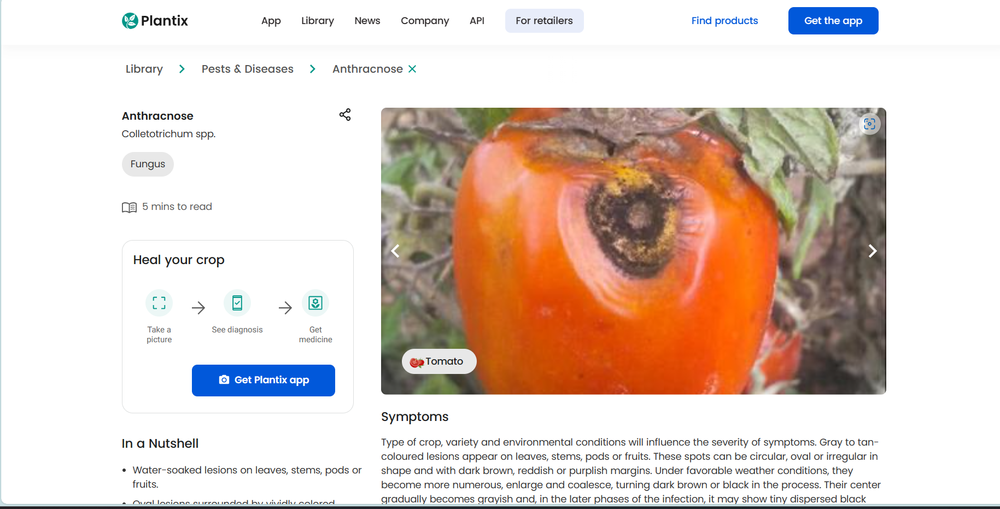 Plantix
App
Library
News
Company
API
For retailers
Find products
Get the app
Library
Pests & Diseases
Anthracnose
Anthracnose
Colletotrichum spp.
Fungus
5 mins to read
Heal your crop
Take a
picture
See diagnosis
Get
medicine
Get Plantix app
In a Nutshell
Water-soaked lesions on leaves, stems, pods or
fruits.
Oval lesions surrounded by vividly colored
Tomato
Symptoms
Type of crop, variety and environmental conditions will influence the severity of symptoms. Gray to tan-
coloured lesions appear on leaves, stems, pods or fruits. These spots can be circular, oval or irregular in
shape and with dark brown, reddish or purplish margins. Under favorable weather conditions, they
become more numerous, enlarge and coalesce, turning dark brown or black in the process. Their center
gradually becomes grayish and, in the later phases of the infection, it may show tiny dispersed black